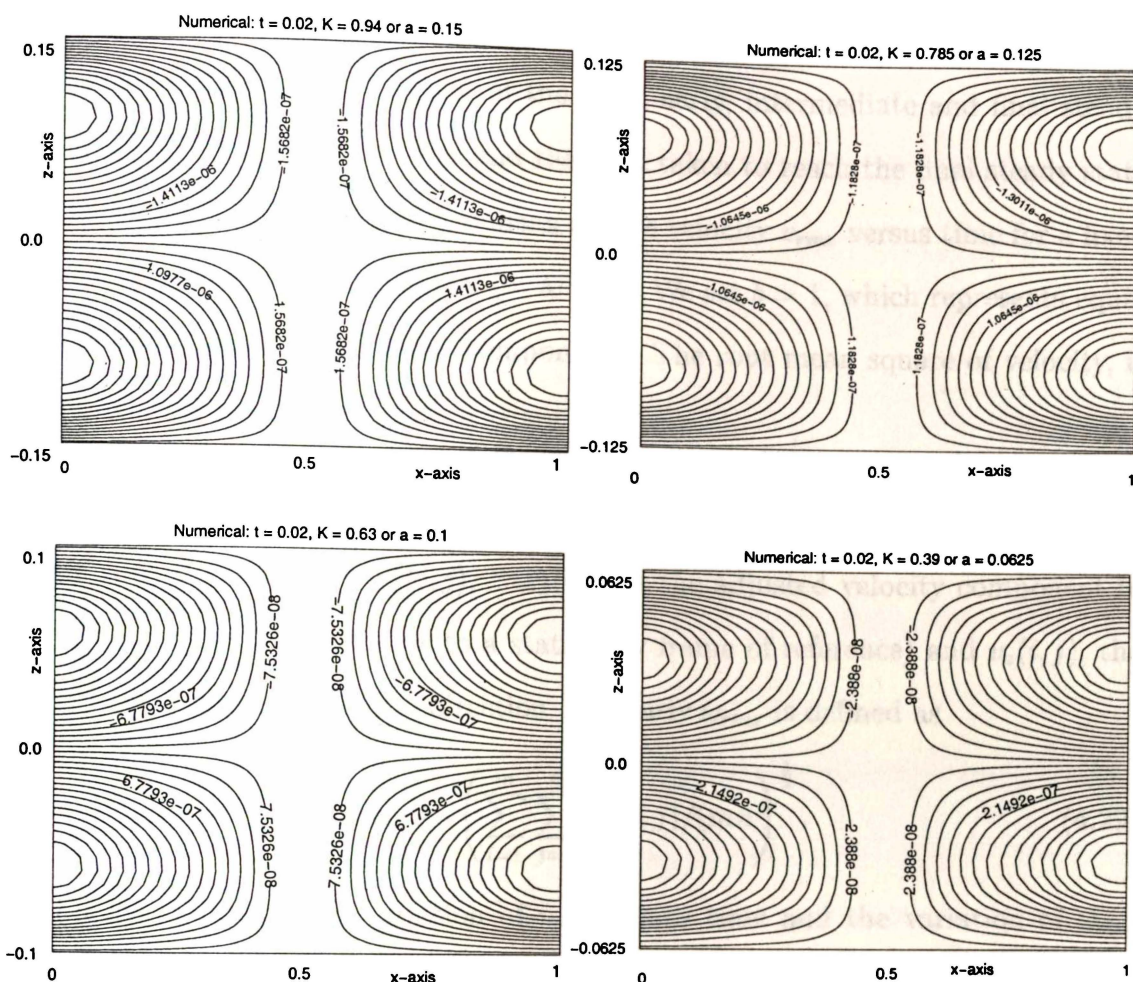 Numerical: t = 0.02, K = 0.94 or a = 0.15
0.15
z-axis
0.0
-0.15
=1.5682e-07
=1.5682e-07
-1.4113e-06
-1.4113e-06
1.0977e-06
1.4113e-06
1.5682e-07
1.5682e-07
0
0.5
x-axis
1
Numerical: t = 0.02, K = 0.785 or a = 0.125
0.125
z-axis
0.0
-0.125
-1.1828e-07
-1.1828e-07
-1.0645e-06
-1.3011e-06
-1.0645e-06
1.0645e-06
1.1828e-07
1.1828e-07
0
0.5
x-axis
1
Numerical: t = 0.02, K = 0.63 or a = 0.1
0.1
z-axis
0.0
-0.1
-7.5326e-08
-7.5326e-08
-6.7793e-07
-6.7793e-07
6.7793e-07
6.7793e-07
7.5326e-08
7.5326e-08
0
0.5
x-axis
1
Numerical: t = 0.02, K = 0.39 or a = 0.0625
0.0625
z-axis
0.0
-0.0625
-2.388e-08
-2.388e-08
2.1492e-07
2.1492e-07
2.388e-08
2.388e-08
0
0.5
x-axis
1
versus
which
square
velocity
and the